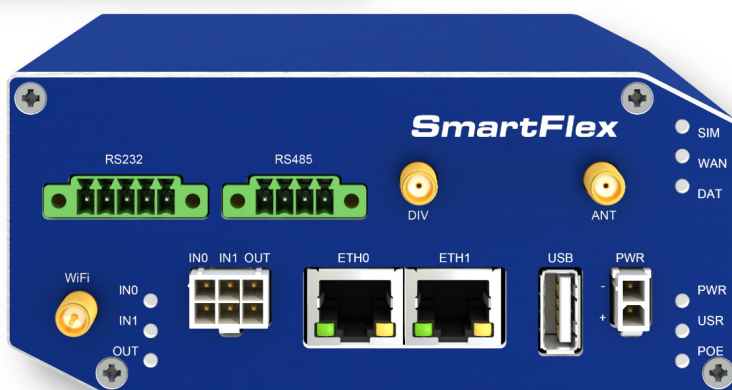 SmartFlex
SIM
WAN
DAT
RS232
RS485
DIV
ANT
IN0 IN1 OUT
ETH0
ETH1
USB
PWR
WiFi
IN0
IN1
OUT
-
+
PWR
USR
POE